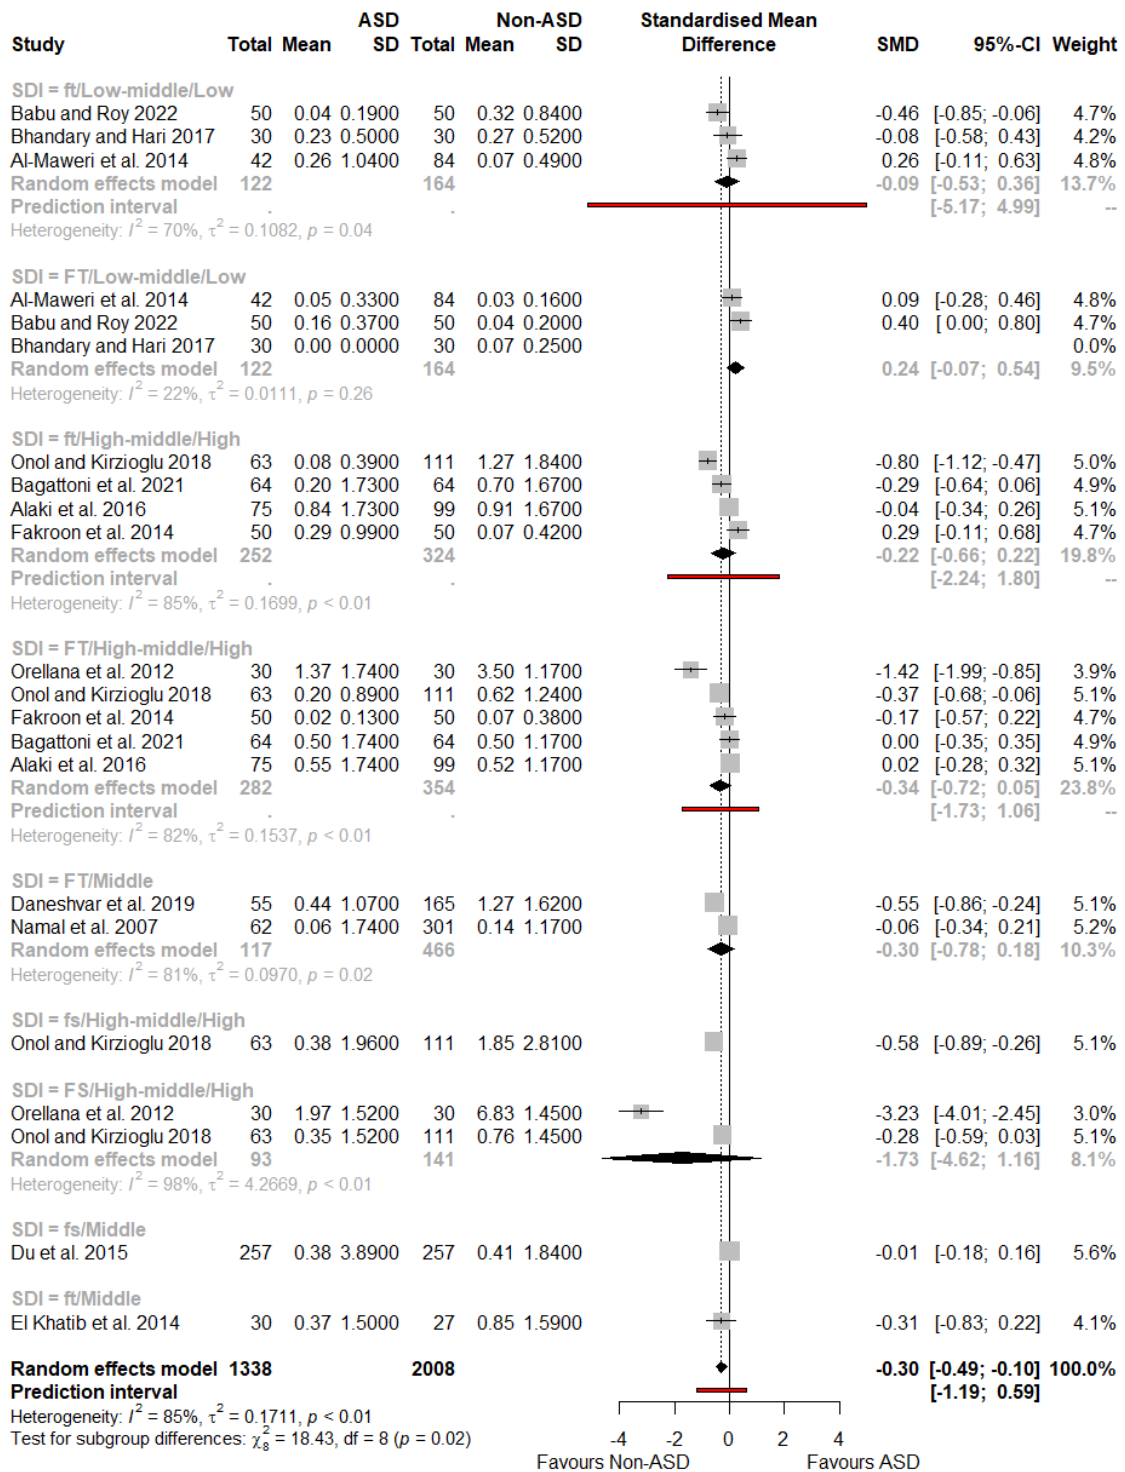 ASD Non-ASD Standardised Mean
Study Total Mean SD Total Mean SD Difference SMD 95%-CI Weight
SDI = ft/Low-middle/Low
Babu and Roy 2022 50 0.04 0.1900 50 0.32 0.8400 -0.46 [-0.85; -0.06] 4.7%
Bhandary and Hari 2017 30 0.23 0.5000 30 0.27 0.5200 -0.08 [-0.58; 0.43] 4.2%
Al-Maweri et al. 2014 42 0.26 1.0400 84 0.07 0.4900 0.26 [-0.11; 0.63] 4.8%
Random effects model 122 164 -0.09 [-0.53; 0.36] 13.7%
Prediction interval . . [-5.17; 4.99] --
Heterogeneity: I² = 70%, τ² = 0.1082, p = 0.04
SDI = FT/Low-middle/Low
Al-Maweri et al. 2014 42 0.05 0.3300 84 0.03 0.1600 0.09 [-0.28; 0.46] 4.8%
Babu and Roy 2022 50 0.16 0.3700 50 0.04 0.2000 0.40 [ 0.00; 0.80] 4.7%
Bhandary and Hari 2017 30 0.00 0.0000 30 0.07 0.2500 0.0%
Random effects model 122 164 0.24 [-0.07; 0.54] 9.5%
Heterogeneity: I² = 22%, τ² = 0.0111, p = 0.26
SDI = ft/High-middle/High
Onol and Kirzioglu 2018 63 0.08 0.3900 111 1.27 1.8400 -0.80 [-1.12; -0.47] 5.0%
Bagattoni et al. 2021 64 0.20 1.7300 64 0.70 1.6700 -0.29 [-0.64; 0.06] 4.9%
Alaki et al. 2016 75 0.84 1.7300 99 0.91 1.6700 -0.04 [-0.34; 0.26] 5.1%
Fakroon et al. 2014 50 0.29 0.9900 50 0.07 0.4200 0.29 [-0.11; 0.68] 4.7%
Random effects model 252 324 -0.22 [-0.66; 0.22] 19.8%
Prediction interval . . [-2.24; 1.80] --
Heterogeneity: I² = 85%, τ² = 0.1699, p < 0.01
SDI = FT/High-middle/High
Orellana et al. 2012 30 1.37 1.7400 30 3.50 1.1700 -1.42 [-1.99; -0.85] 3.9%
Onol and Kirzioglu 2018 63 0.20 0.8900 111 0.62 1.2400 -0.37 [-0.68; -0.06] 5.1%
Fakroon et al. 2014 50 0.02 0.1300 50 0.07 0.3800 -0.17 [-0.57; 0.22] 4.7%
Bagattoni et al. 2021 64 0.50 1.7400 64 0.50 1.1700 0.00 [-0.35; 0.35] 4.9%
Alaki et al. 2016 75 0.55 1.7400 99 0.52 1.1700 0.02 [-0.28; 0.32] 5.1%
Random effects model 282 354 -0.34 [-0.72; 0.05] 23.8%
Prediction interval . . [-1.73; 1.06] --
Heterogeneity: I² = 82%, τ² = 0.1537, p < 0.01
SDI = FT/Middle
Daneshvar et al. 2019 55 0.44 1.0700 165 1.27 1.6200 -0.55 [-0.86; -0.24] 5.1%
Namal et al. 2007 62 0.06 1.7400 301 0.14 1.1700 -0.06 [-0.34; 0.21] 5.2%
Random effects model 117 466 -0.30 [-0.78; 0.18] 10.3%
Heterogeneity: I² = 81%, τ² = 0.0970, p = 0.02
SDI = fs/High-middle/High
Onol and Kirzioglu 2018 63 0.38 1.9600 111 1.85 2.8100 -0.58 [-0.89; -0.26] 5.1%
SDI = FS/High-middle/High
Orellana et al. 2012 30 1.97 1.5200 30 6.83 1.4500 -3.23 [-4.01; -2.45] 3.0%
Onol and Kirzioglu 2018 63 0.35 1.5200 111 0.76 1.4500 -0.28 [-0.59; 0.03] 5.1%
Random effects model 93 141 -1.73 [-4.62; 1.16] 8.1%
Heterogeneity: I² = 98%, τ² = 4.2669, p < 0.01
SDI = fs/Middle
Du et al. 2015 257 0.38 3.8900 257 0.41 1.8400 -0.01 [-0.18; 0.16] 5.6%
SDI = ft/Middle
El Khatib et al. 2014 30 0.37 1.5000 27 0.85 1.5900 -0.31 [-0.83; 0.22] 4.1%
Random effects model 1338 2008 -0.30 [-0.49; -0.10] 100.0%
Prediction interval [-1.19; 0.59]
Heterogeneity: I² = 85%, τ² = 0.1711, p < 0.01
Test for subgroup differences: χ²₈ = 18.43, df = 8 (p = 0.02)
-4 -2 0 2 4
Favours Non-ASD Favours ASD